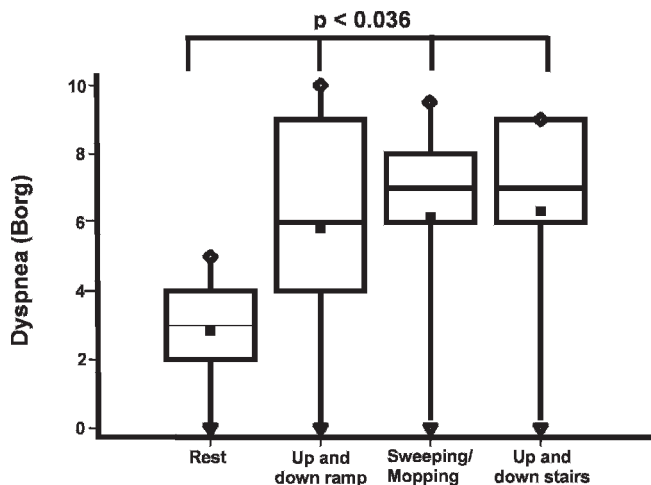 p < 0.036
Dyspnea (Borg)
10
8
6
4
2
0
Rest
Up and
down ramp
Sweeping/
Mopping
Up and
down stairs